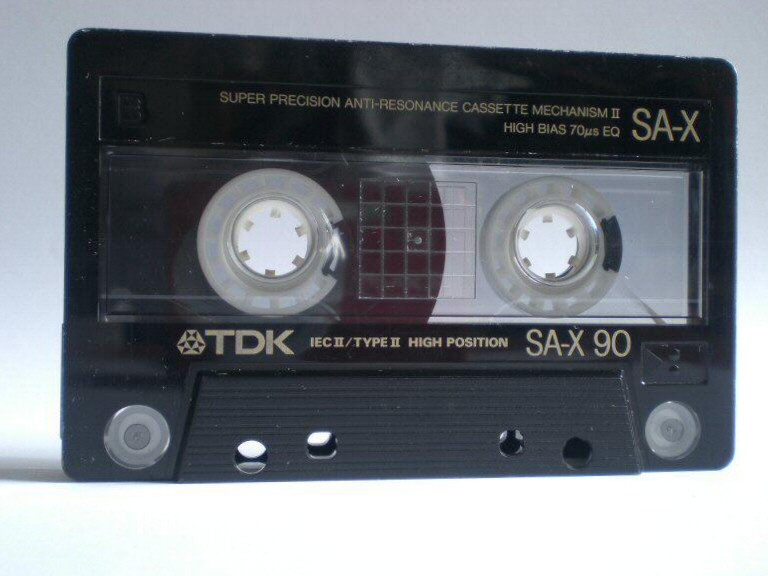 B
SUPER PRECISION ANTI-RESONANCE CASSETTE MECHANISM II
HIGH BIAS 70µs EQ SA-X
TDK IEC II/TYPE II HIGH POSITION SA-X 90